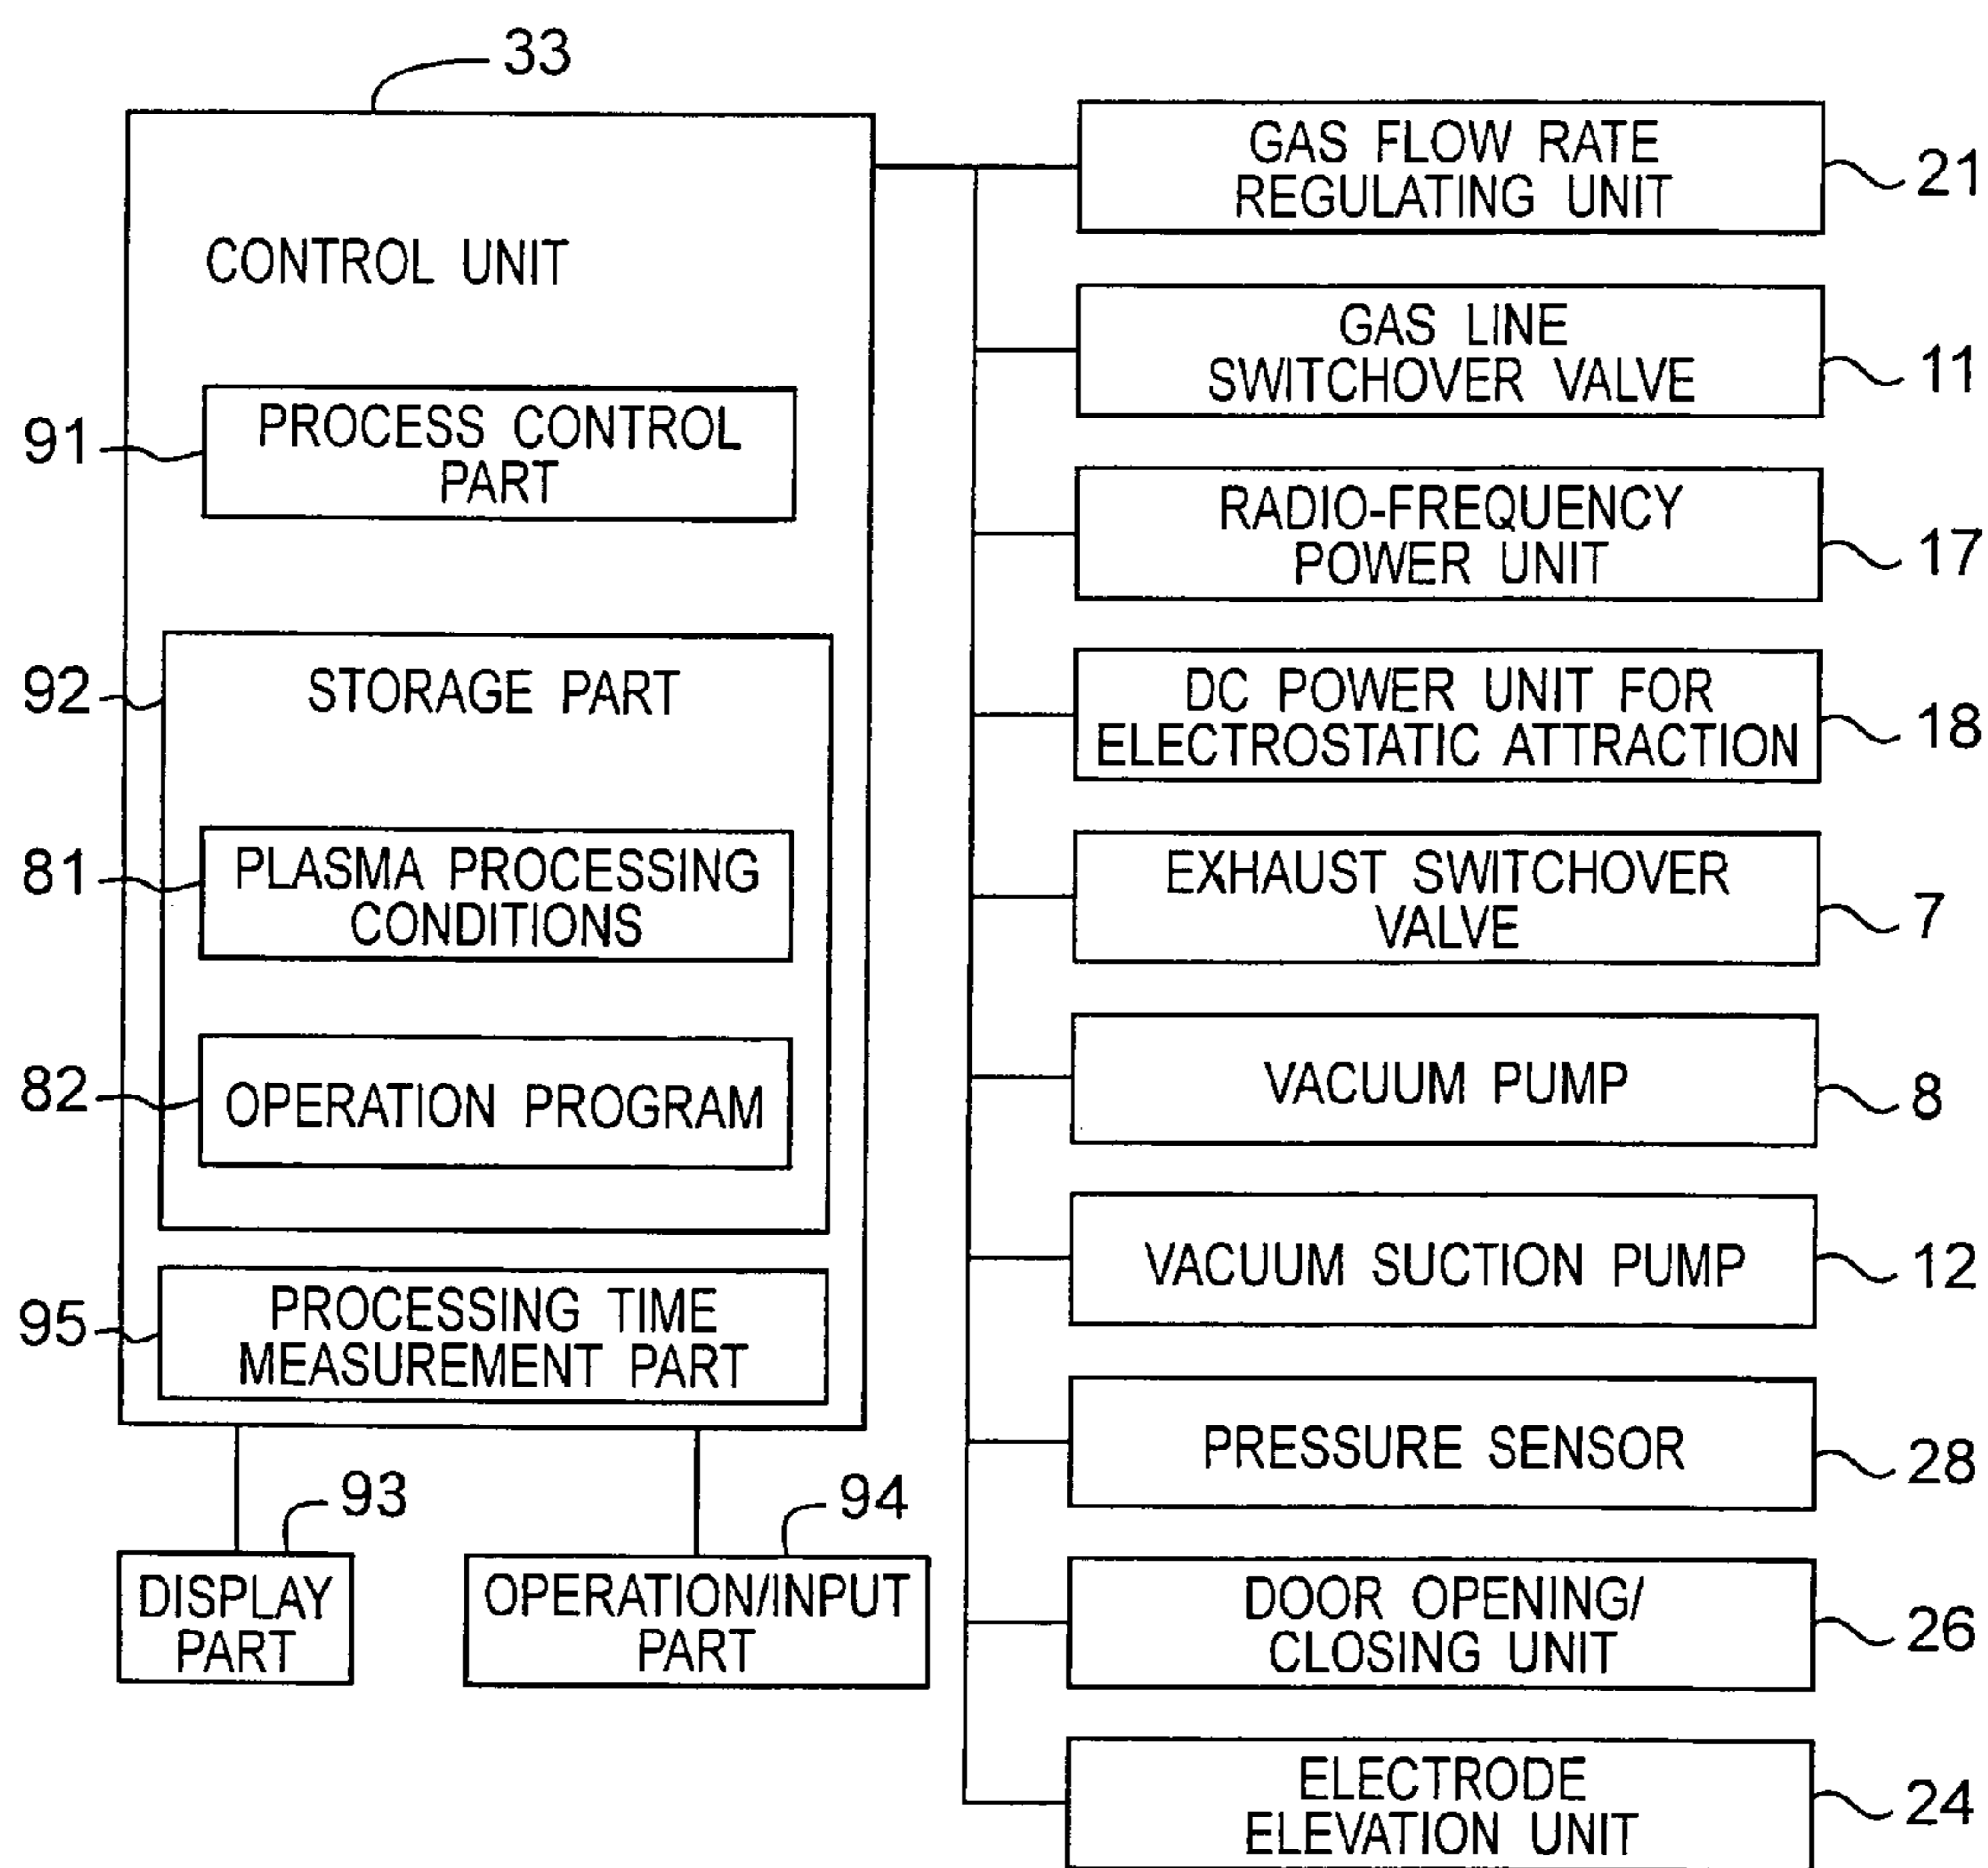 33
CONTROL UNIT
91
PROCESS CONTROL
PART
92
STORAGE PART
81
PLASMA PROCESSING
CONDITIONS
82
OPERATION PROGRAM
95
PROCESSING TIME
MEASUREMENT PART
93
DISPLAY
PART
94
OPERATION/INPUT
PART
GAS FLOW RATE
REGULATING UNIT
21
GAS LINE
SWITCHOVER VALVE
11
RADIO-FREQUENCY
POWER UNIT
17
DC POWER UNIT FOR
ELECTROSTATIC ATTRACTION
18
EXHAUST SWITCHOVER
VALVE
7
VACUUM PUMP
8
VACUUM SUCTION PUMP
12
PRESSURE SENSOR
28
DOOR OPENING/
CLOSING UNIT
26
ELECTRODE
ELEVATION UNIT
24